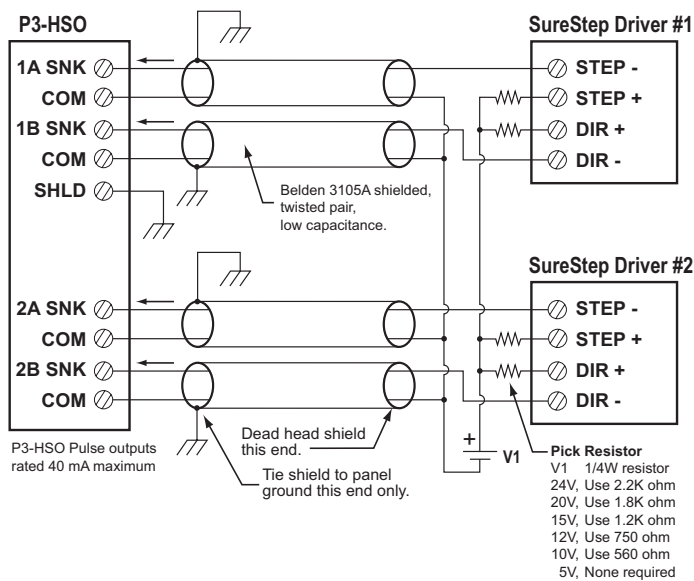 P3-HSO
SureStep Driver #1
1A SNK
COM
1B SNK
COM
SHLD
STEP -
STEP +
DIR +
DIR -
Belden 3105A shielded,
twisted pair,
low capacitance.
SureStep Driver #2
2A SNK
COM
2B SNK
COM
STEP -
STEP +
DIR +
DIR -
P3-HSO Pulse outputs
rated 40 mA maximum
Dead head shield
this end.
Tie shield to panel
ground this end only.
+
V1
Pick Resistor
V1 1/4W resistor
24V, Use 2.2K ohm
20V, Use 1.8K ohm
15V, Use 1.2K ohm
12V, Use 750 ohm
10V, Use 560 ohm
5V, None required